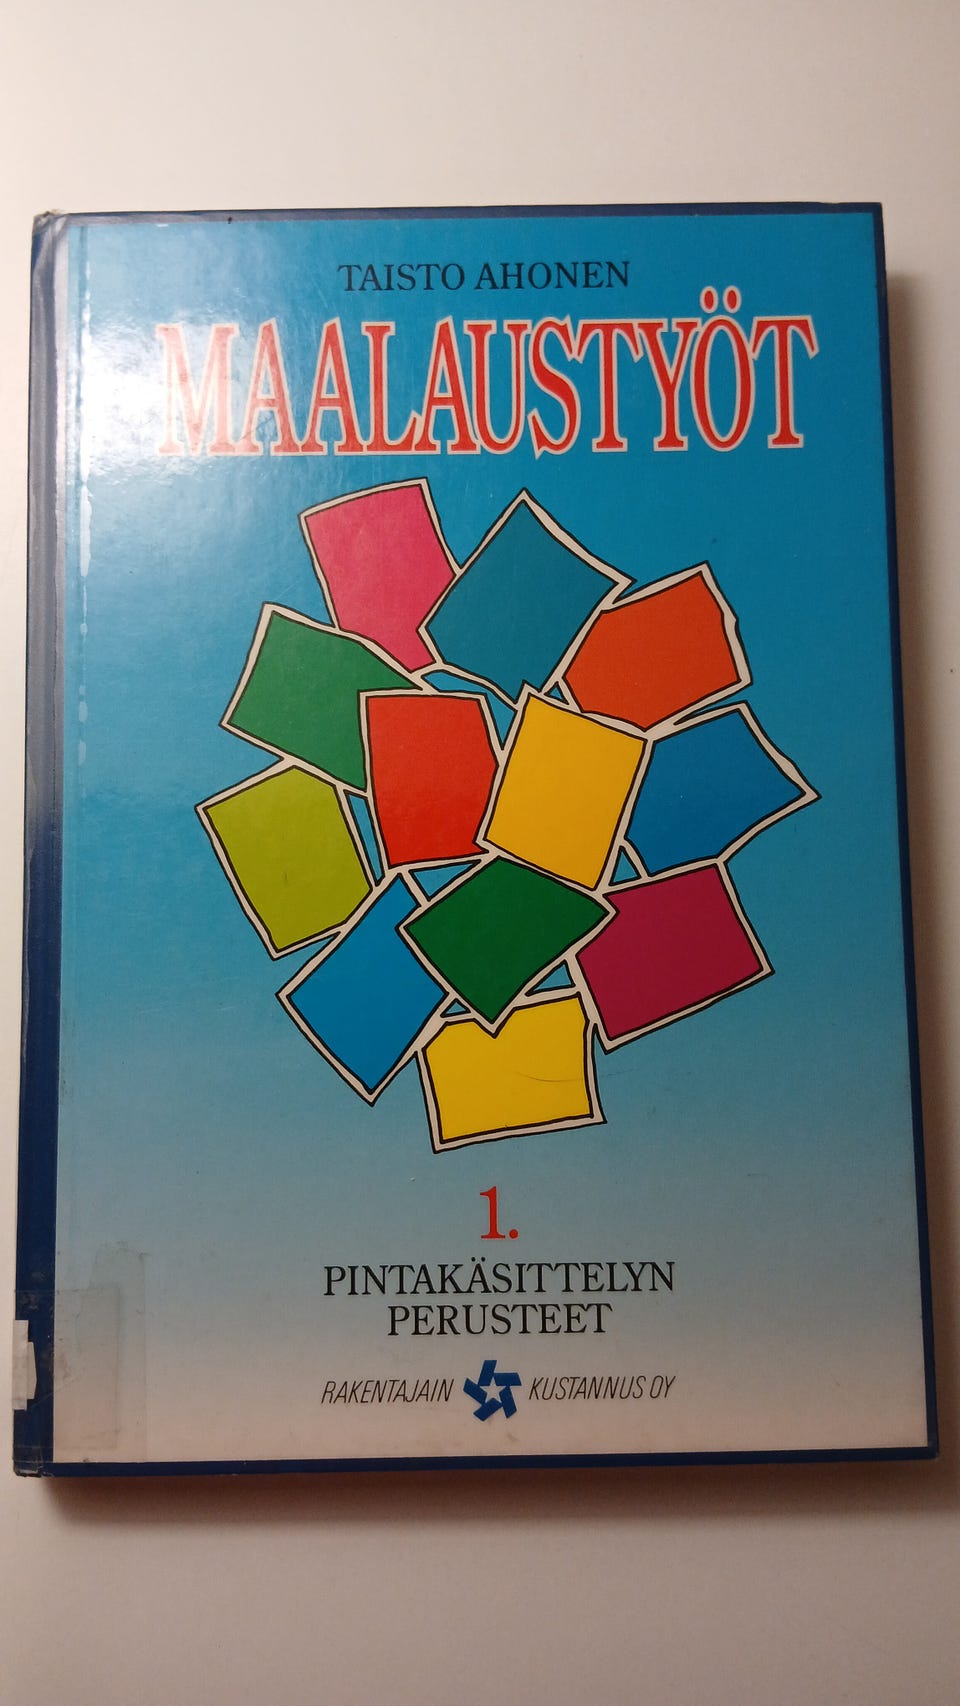 TAISTO AHONEN
MAALAUSTYÖT
1.
PINTAKÄSITTELYN
PERUSTEET
RAKENTAJAIN KUSTANNUS OY